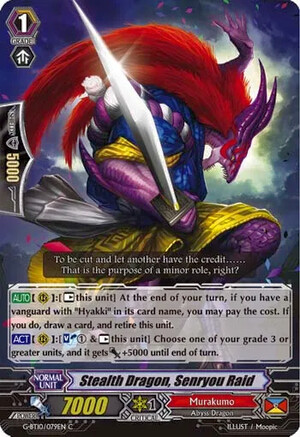 1
GRADE
SHIELD
5000
To be cut and let another have the credit......
That is the purpose of a minor role, right?
AUTO [ ]:[ this unit] At the end of your turn, if you have a
vanguard with "Hyakki" in its card name, you may pay the cost. If
you do, draw a card, and retire this unit.
ACT [ ]:[ & this unit] Choose one of your grade 3 or
greater units, and it gets +5000 until end of turn.
NORMAL
UNIT
Stealth Dragon, Senryou Raid
POWER
7000
1
CRITICAL
Murakumo
Abyss Dragon
G-BT10/079EN C
ILLUST / Moopic